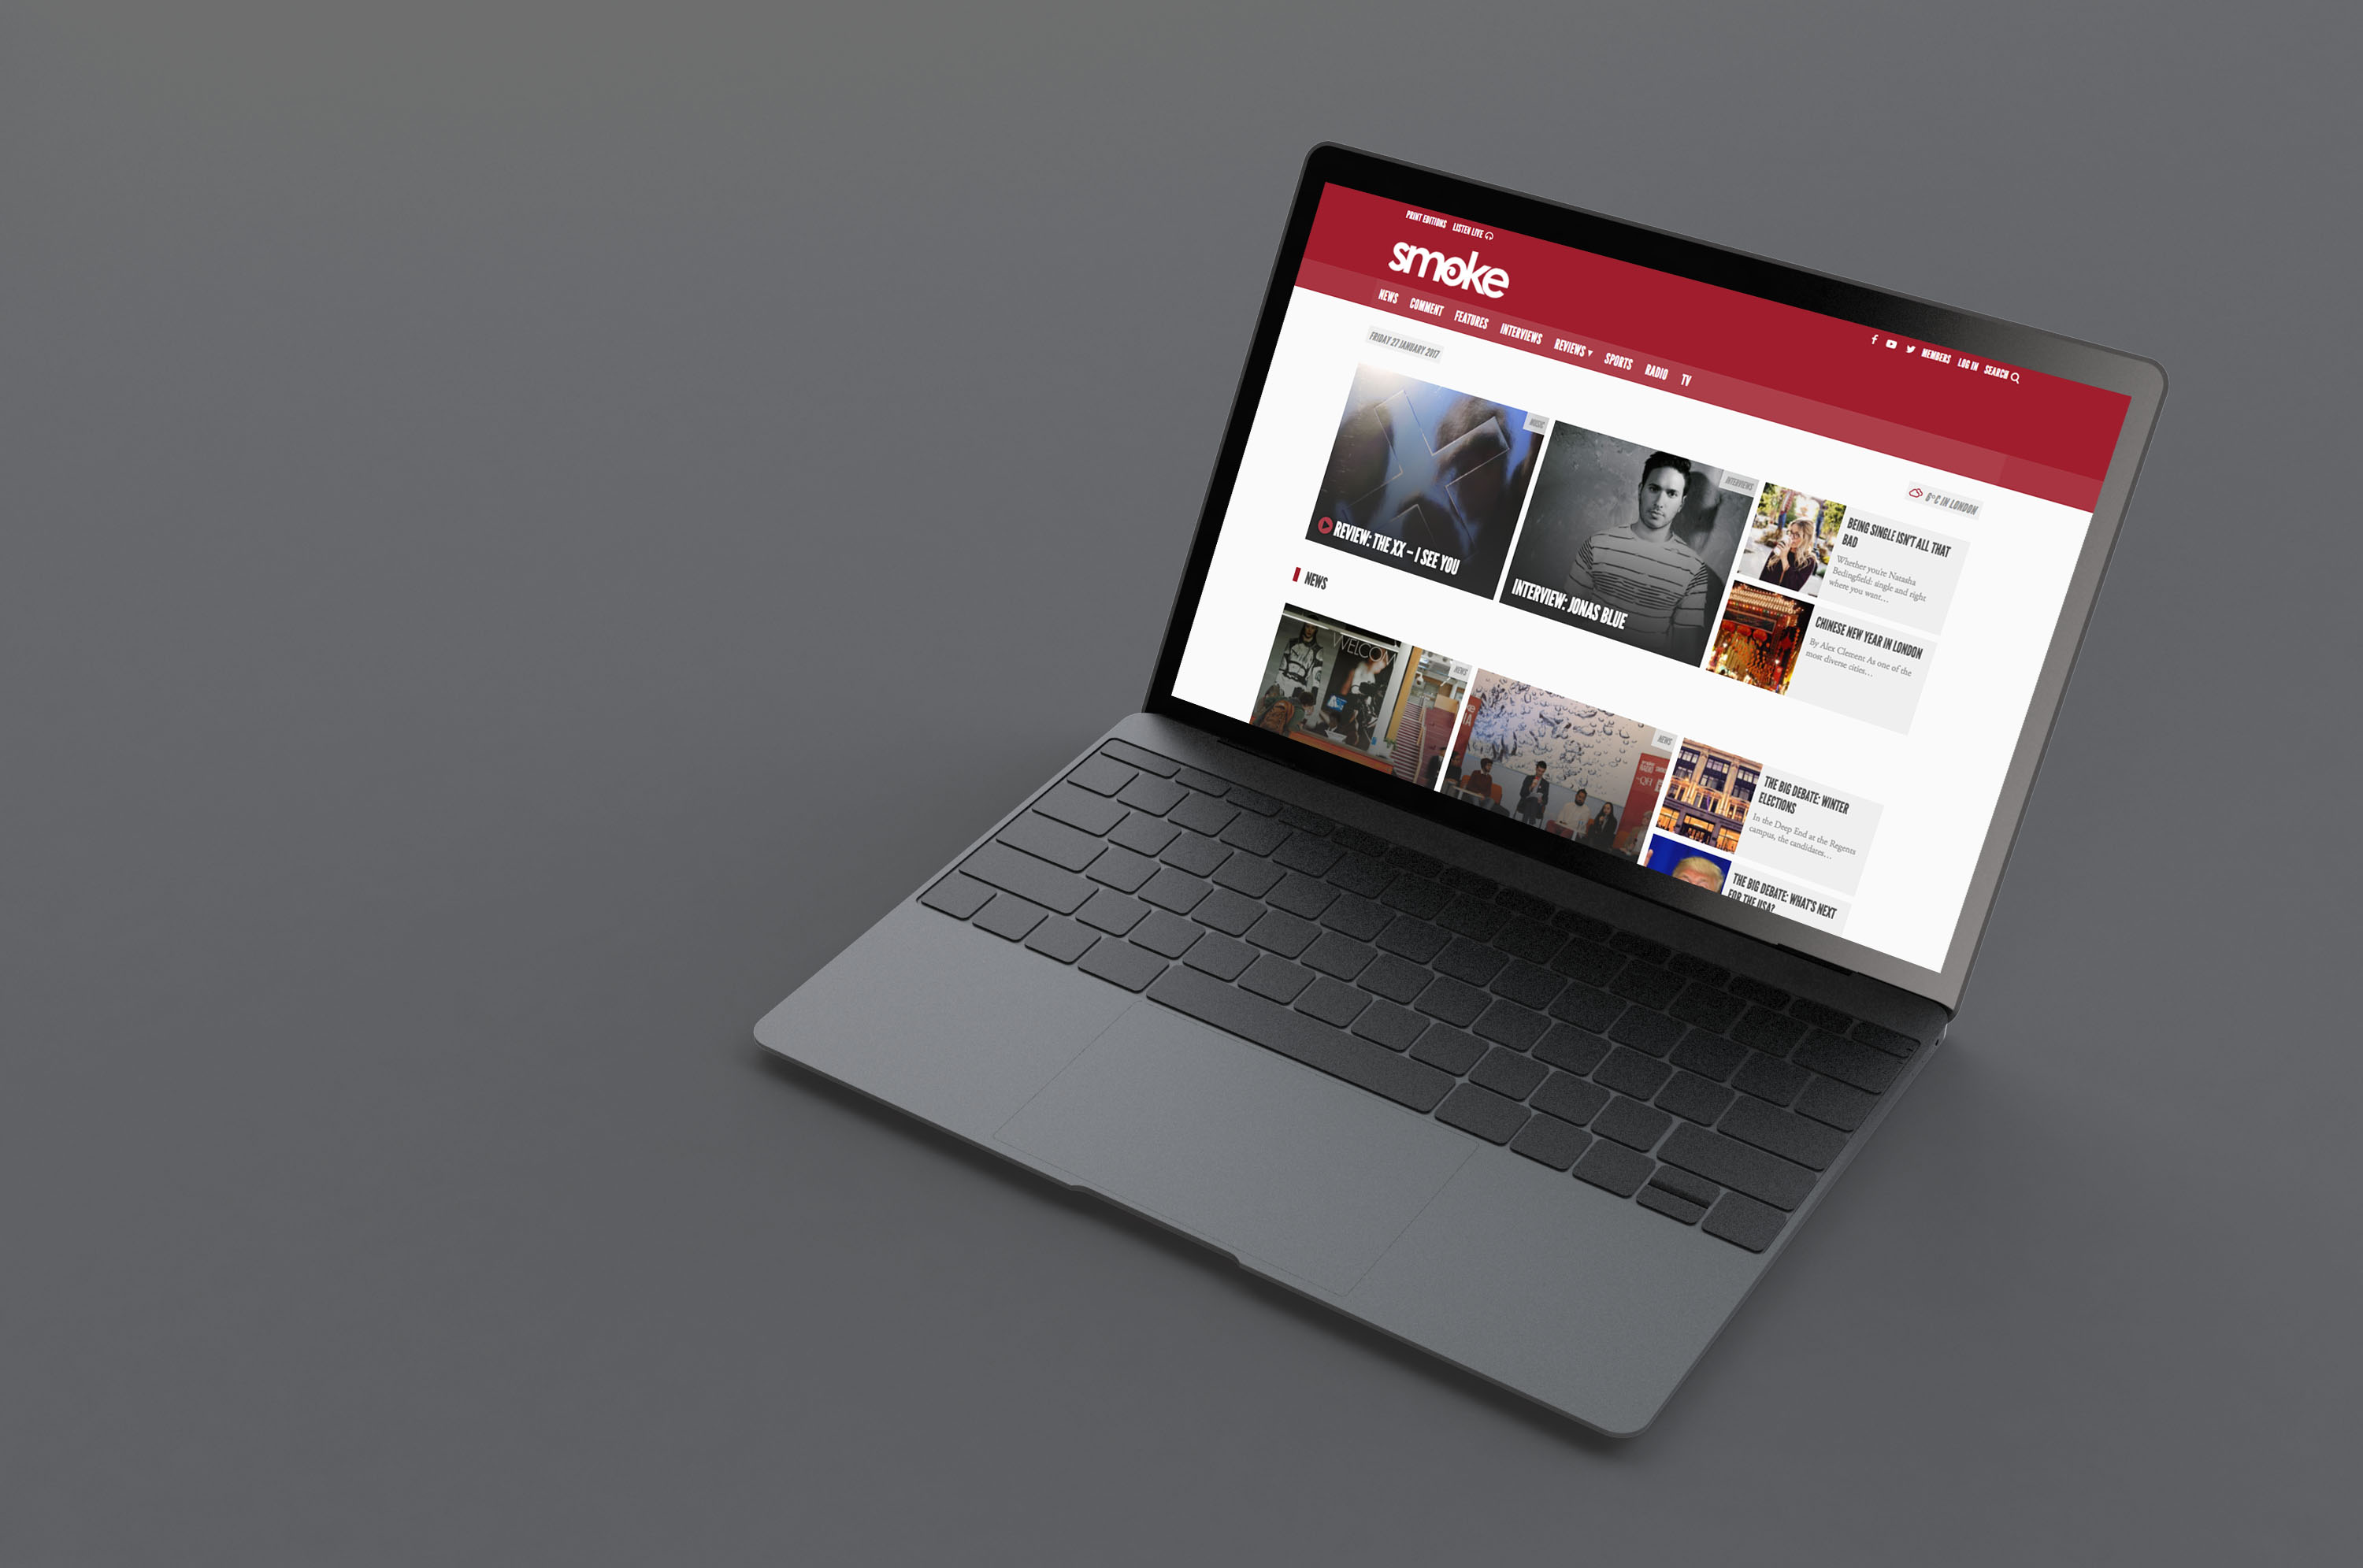 PRINT EDITIONS LISTEN LIVE
smoke
MEMBERS LOG IN SEARCH
NEWS COMMENT FEATURES INTERVIEWS REVIEWS SPORTS RADIO TV
FRIDAY 27 JANUARY 2017
6°C IN LONDON
MUSIC
REVIEW: THE XX – I SEE YOU
INTERVIEWS
INTERVIEW: JONAS BLUE
BEING SINGLE ISN'T ALL THAT
BAD
Whether you're Natasha
Bedingfield: single and right
where you want...
CHINESE NEW YEAR IN LONDON
By Alex Clement As one of the
most diverse cities...
NEWS
WELCOM
NEWS
NEWS
THE BIG DEBATE: WINTER
ELECTIONS
In the Deep End at the Regents
campus, the candidates...
THE BIG DEBATE: WHAT'S NEXT
FOR THE USA?